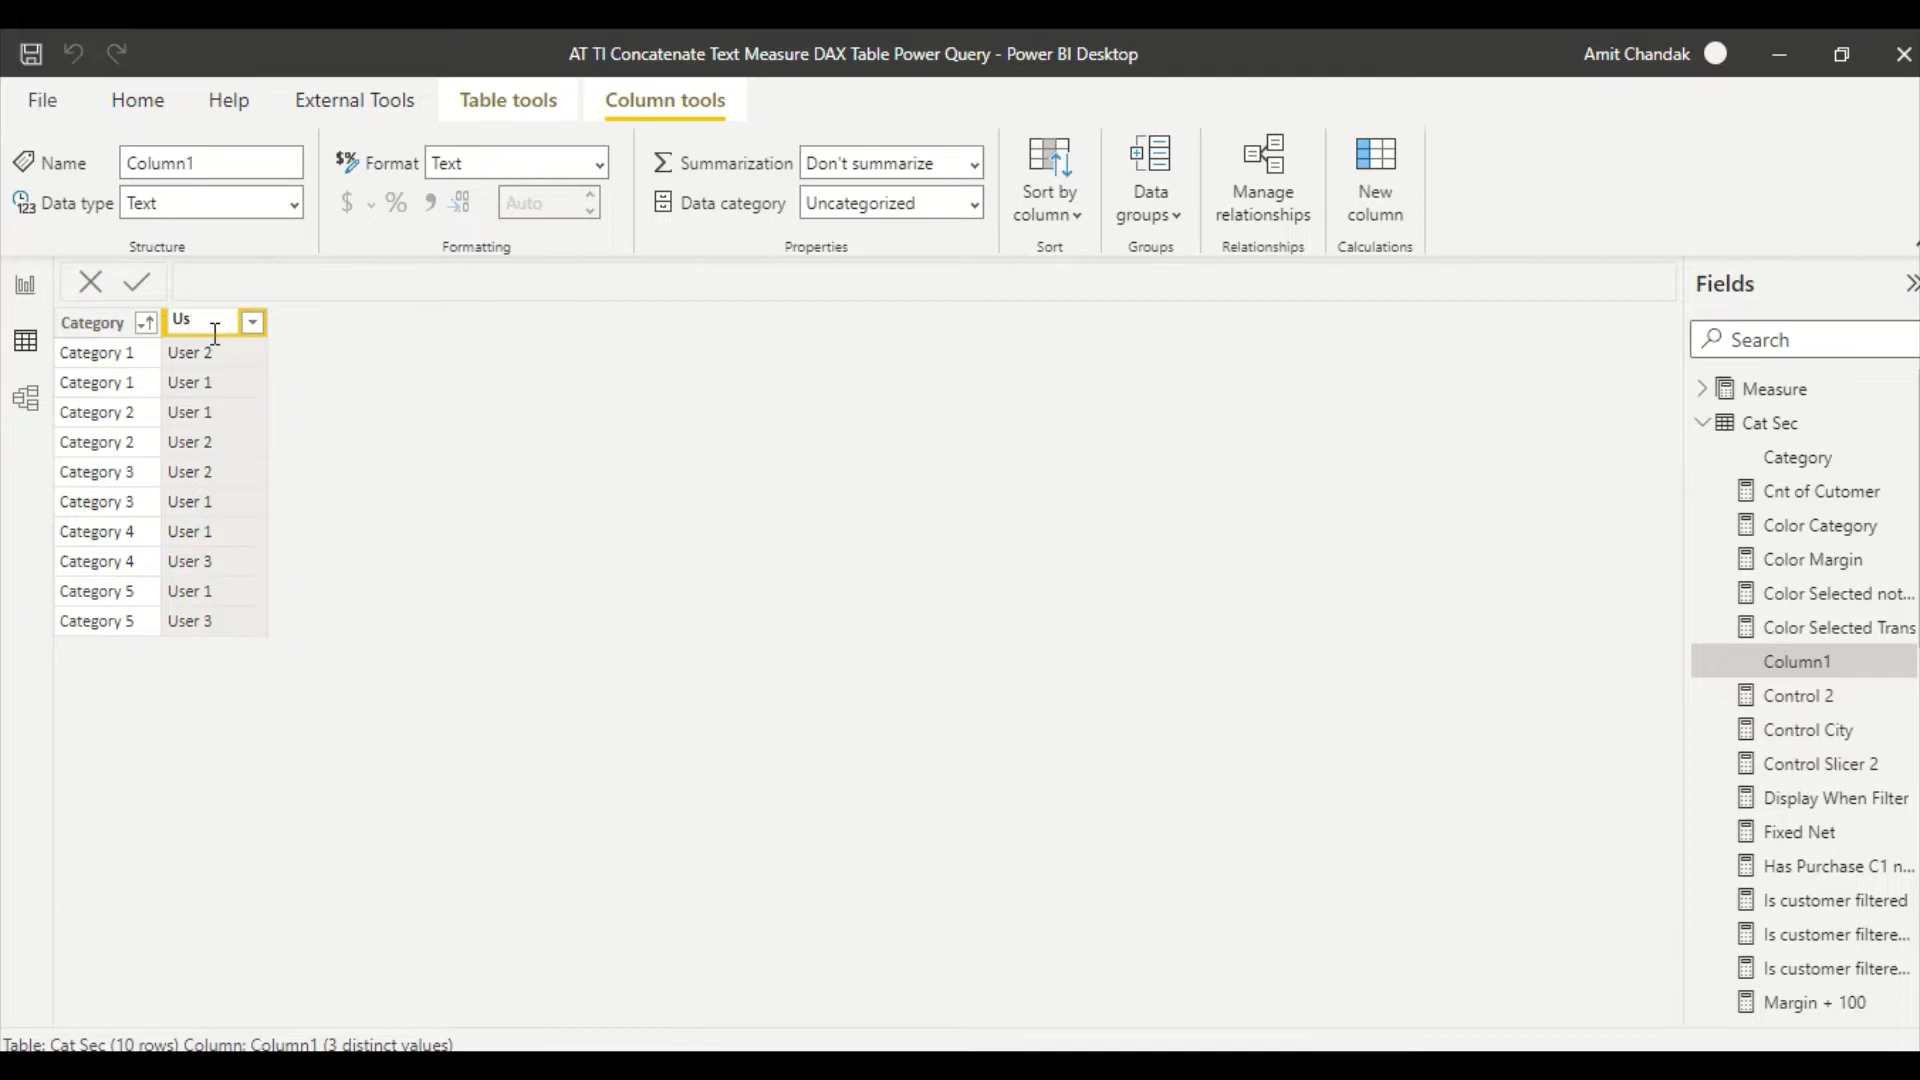 AT TI Concatenate Text Measure DAX Table Power Query - Power BI Desktop
Amit Chandak
File Home Help External Tools Table tools Column tools
Name Column1
Data type Text
Structure
Format Text
$ % Auto
Formatting
Summarization Don't summarize
Data category Uncategorized
Properties
Sort by
column
Sort
Data
groups
Groups
Manage
relationships
Relationships
New
column
Calculations
Category Us
Category 1 User 2
Category 1 User 1
Category 2 User 1
Category 2 User 2
Category 3 User 2
Category 3 User 1
Category 4 User 1
Category 4 User 3
Category 5 User 1
Category 5 User 3
Fields
Search
Measure
Cat Sec
Category
Cnt of Cutomer
Color Category
Color Margin
Color Selected not...
Color Selected Trans
Column1
Control 2
Control City
Control Slicer 2
Display When Filter
Fixed Net
Has Purchase C1 n...
Is customer filtered
Is customer filtere...
Is customer filtere...
Margin + 100
Table: Cat Sec (10 rows) Column: Column1 (3 distinct values)